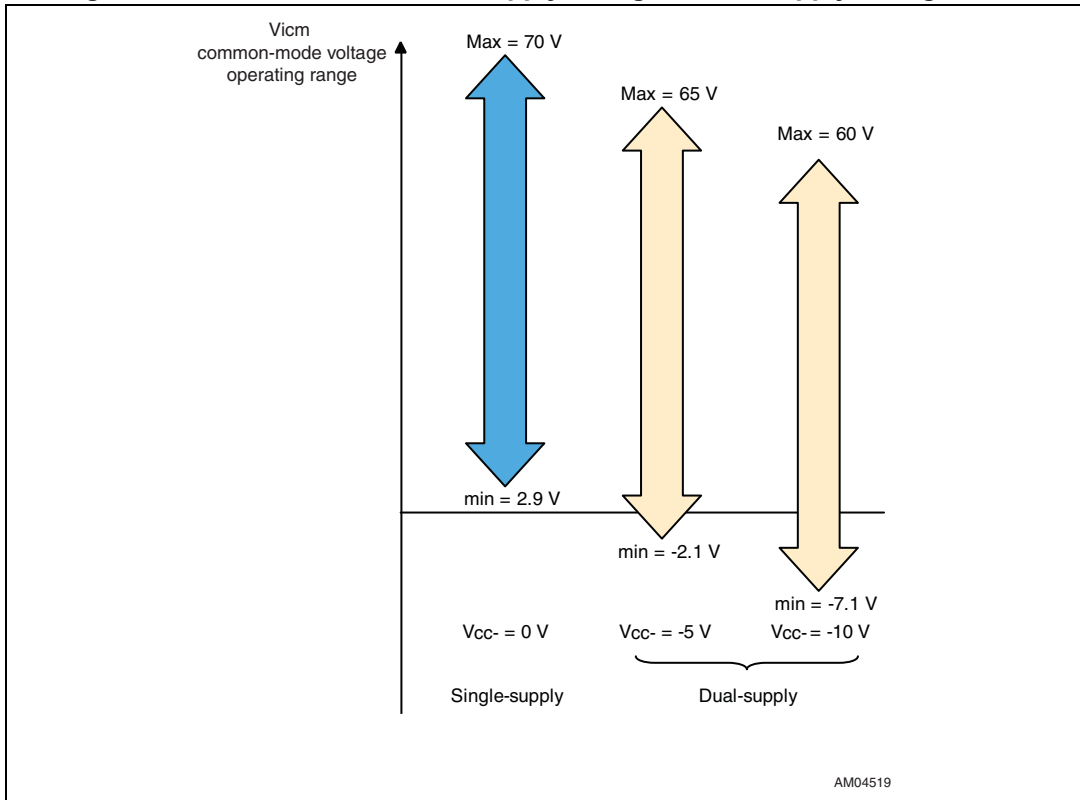 Vicm
common-mode voltage
operating range
Max = 70 V
Max = 65 V
Max = 60 V
min = 2.9 V
min = -2.1 V
min = -7.1 V
Vcc- = 0 V
Vcc- = -5 V
Vcc- = -10 V
Single-supply
Dual-supply
AM04519